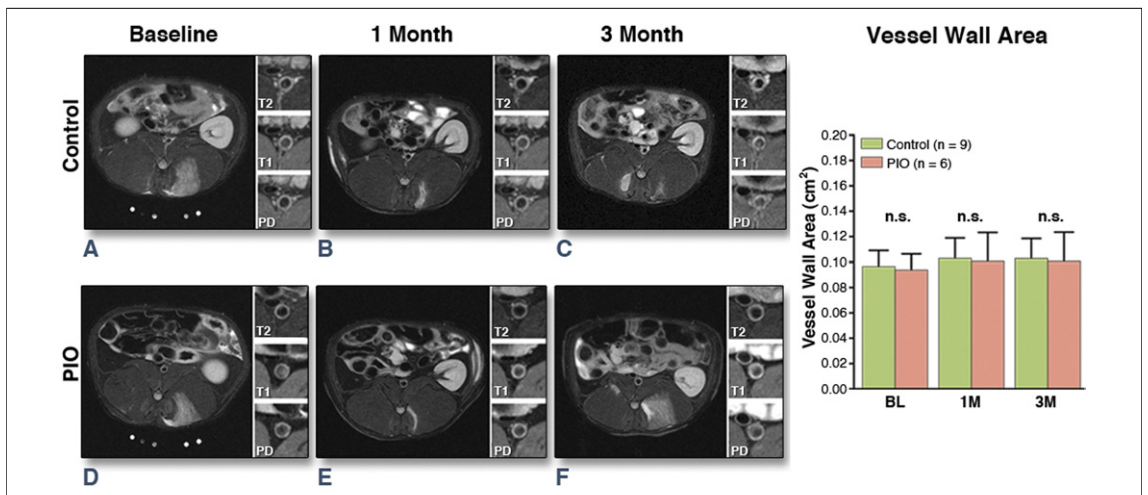 Baseline
1 Month
3 Month
Vessel Wall Area
Control
T2
T1
PD
A
T2
T1
PD
B
T2
T1
PD
C
PIO
T2
T1
PD
D
T2
T1
PD
E
T2
T1
PD
F
Vessel Wall Area (cm²)
0.20
0.18
0.16
0.14
0.12
0.10
0.08
0.06
0.04
0.02
0.00
Control (n = 9)
PIO (n = 6)
n.s. n.s. n.s.
BL 1M 3M